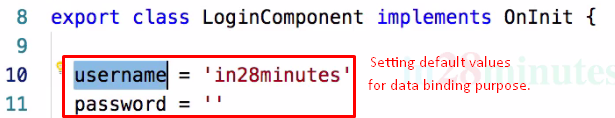 8 export class LoginComponent implements OnInit {
9
10 username = 'in28minutes'
11 password = ''
Setting default values
for data binding purpose.
in28minutes